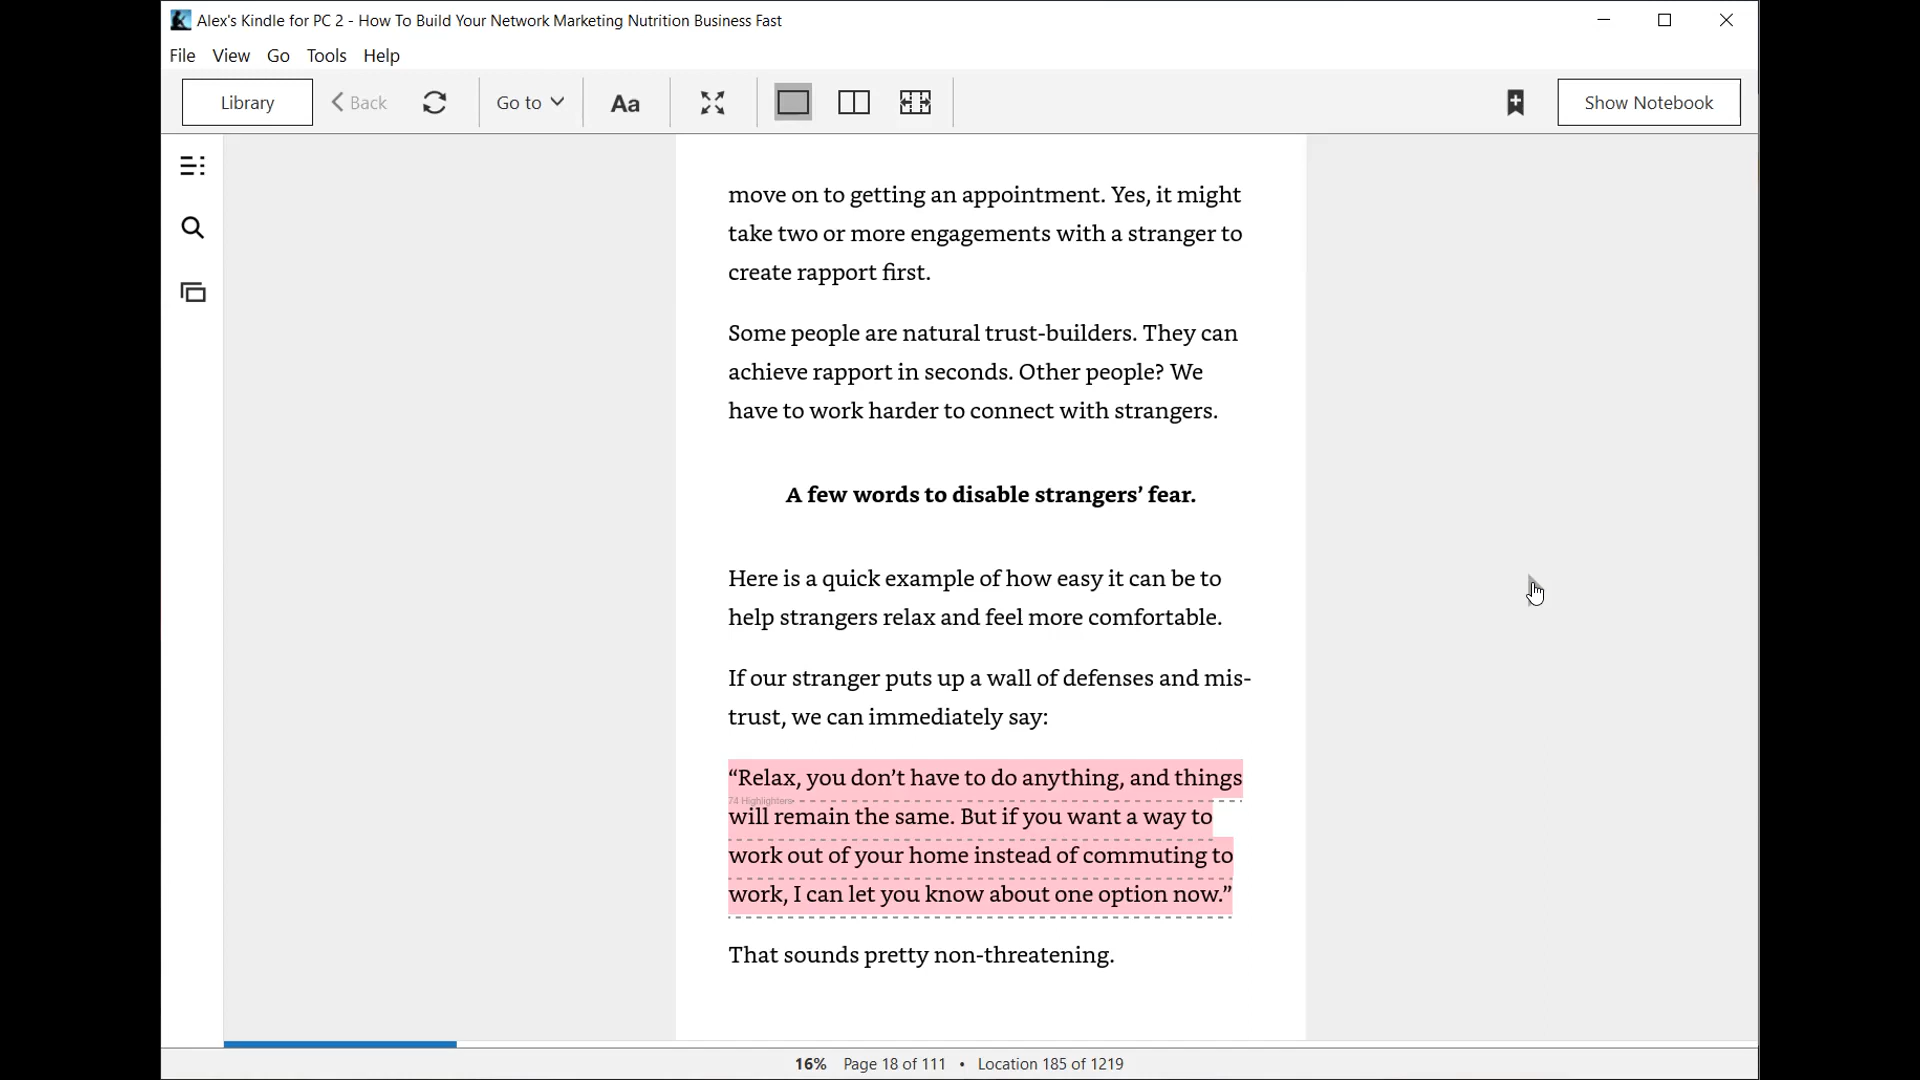 Alex's Kindle for PC 2 - How To Build Your Network Marketing Nutrition Business Fast
File View Go Tools Help
Library Back Go to Aa Show Notebook
move on to getting an appointment. Yes, it might
take two or more engagements with a stranger to
create rapport first.
Some people are natural trust-builders. They can
achieve rapport in seconds. Other people? We
have to work harder to connect with strangers.
A few words to disable strangers’ fear.
Here is a quick example of how easy it can be to
help strangers relax and feel more comfortable.
If our stranger puts up a wall of defenses and mis-
trust, we can immediately say:
“Relax, you don’t have to do anything, and things
74 Highlighters
will remain the same. But if you want a way to
work out of your home instead of commuting to
work, I can let you know about one option now.”
That sounds pretty non-threatening.
16% Page 18 of 111 • Location 185 of 1219